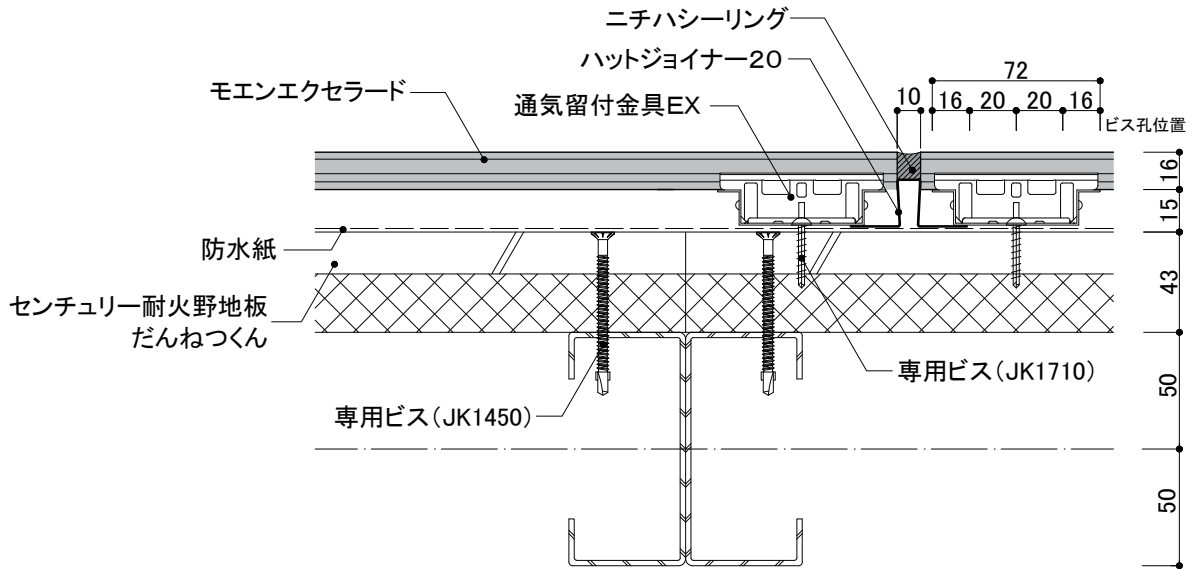 ニチハシーリング
ハットジョイナー20
モエンエクセラード
通気留付金具EX
72
10
16 20 20 16
ビス孔位置
16
15
防水紙
43
センチュリー耐火野地板
だんねつくん
専用ビス(JK1710)
50
専用ビス(JK1450)
50